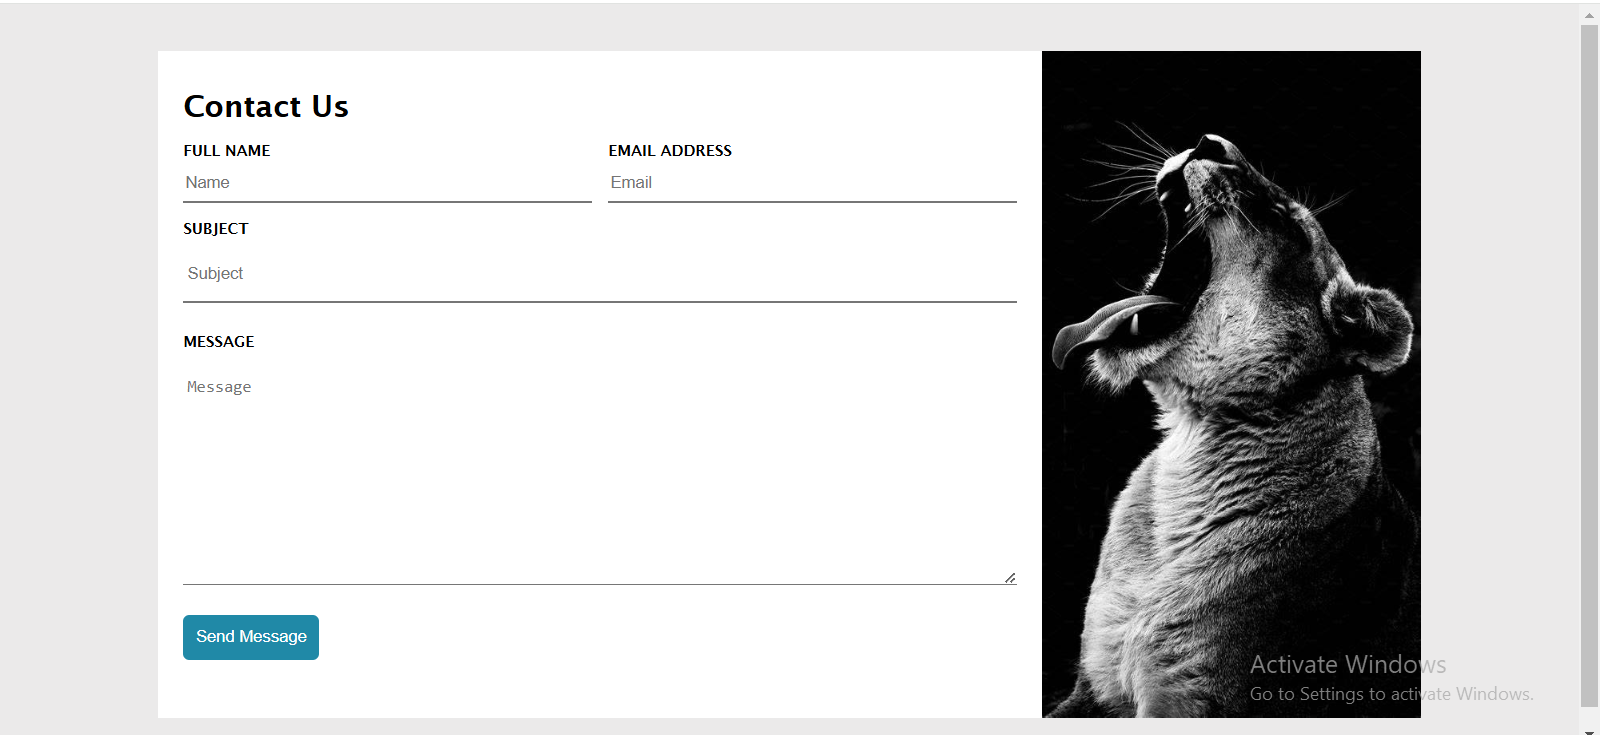 Contact Us
FULL NAME
EMAIL ADDRESS
Name
Email
SUBJECT
Subject
MESSAGE
Message
Send Message
Activate Windows
Go to Settings to activate Windows.